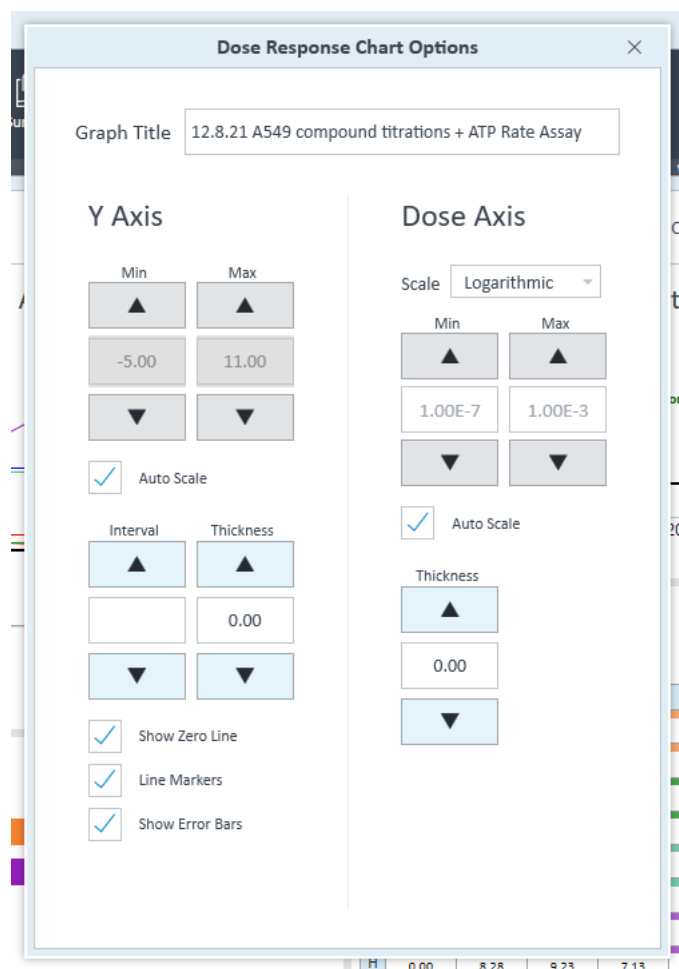 Dose Response Chart Options
Graph Title 12.8.21 A549 compound titrations + ATP Rate Assay
Y Axis
Min Max
-5.00 11.00
Auto Scale
Interval Thickness
0.00
Show Zero Line
Line Markers
Show Error Bars
Dose Axis
Scale Logarithmic
Min Max
1.00E-7 1.00E-3
Auto Scale
Thickness
0.00
H 0.00 8.28 9.23 7.13